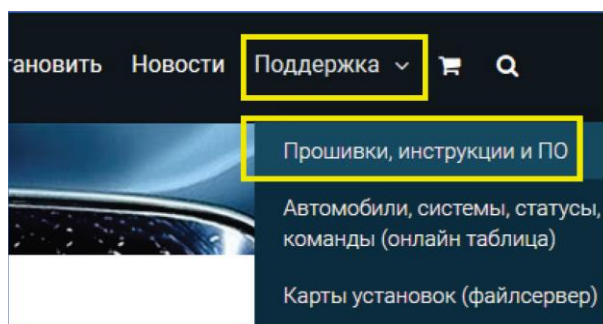 тановить Новости Поддержка
Прошивки, инструкции и ПО
Автомобили, системы, статусы,
команды (онлайн таблица)
Карты установок (файлсервер)